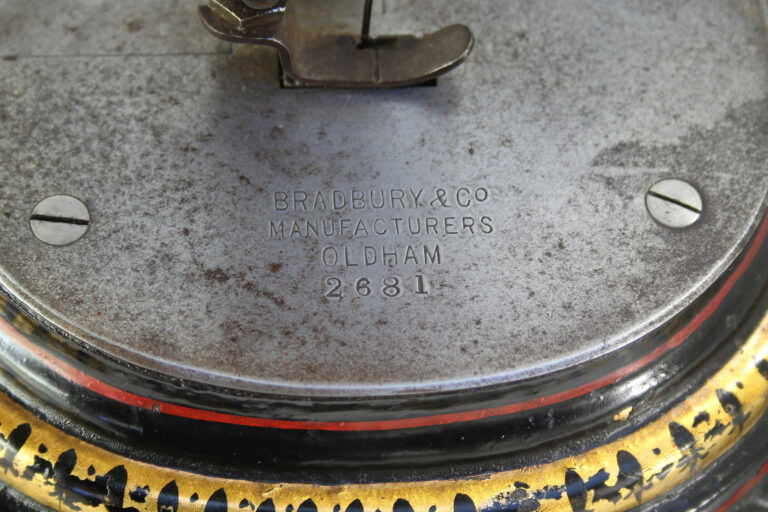 BRADBURY & Cº
MANUFACTURERS
OLDHAM
2681